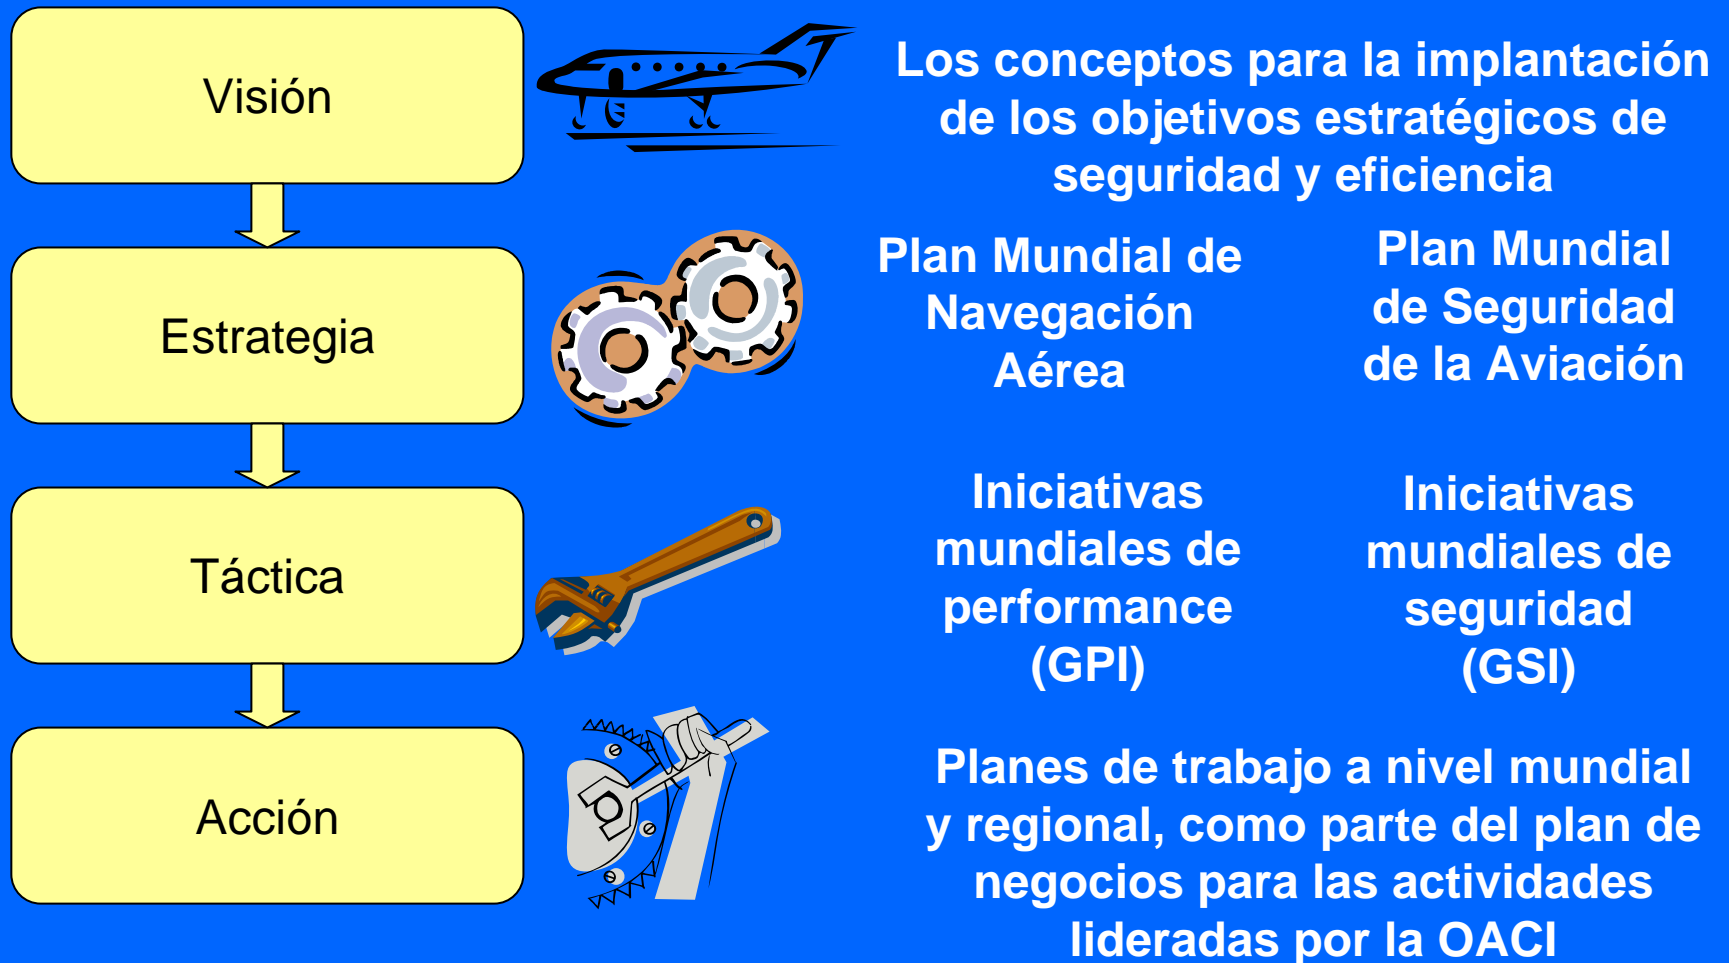 Visión
Los conceptos para la implantación
de los objetivos estratégicos de
seguridad y eficiencia
Estrategia
Plan Mundial de
Navegación
Aérea
Plan Mundial
de Seguridad
de la Aviación
Táctica
Iniciativas
mundiales de
performance
(GPI)
Iniciativas
mundiales de
seguridad
(GSI)
Acción
Planes de trabajo a nivel mundial
y regional, como parte del plan de
negocios para las actividades
lideradas por la OACI